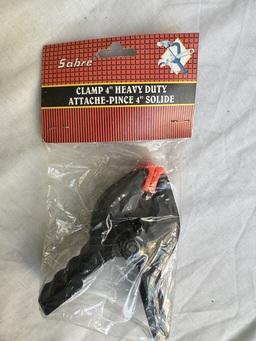 Sabre
CLAMP 4" HEAVY DUTY
ATTACHE-PINCE 4" SOLIDE